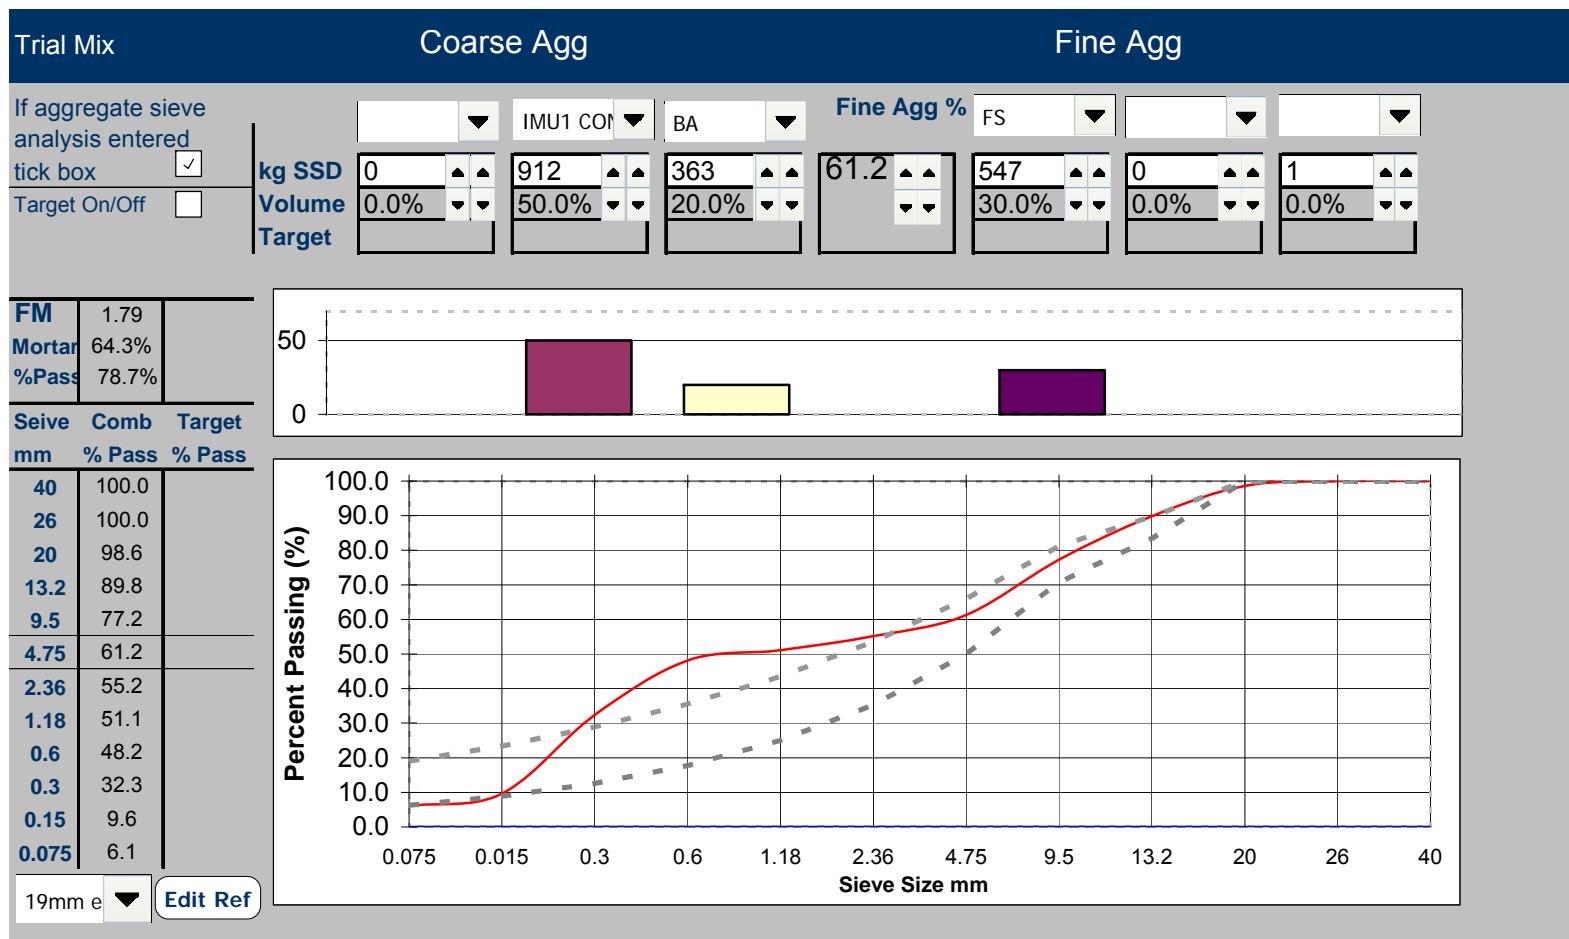 Trial Mix Coarse Agg Fine Agg
If aggregate sieve
analysis entered
tick box
Target On/Off
IMU1 CON BA Fine Agg % FS
kg SSD 0 912 363 61.2 547 0 1
Volume 0.0% 50.0% 20.0% 30.0% 0.0% 0.0%
Target
FM 1.79
Mortar 64.3%
%Pass 78.7%
Seive Comb Target
mm % Pass % Pass
40 100.0
26 100.0
20 98.6
13.2 89.8
9.5 77.2
4.75 61.2
2.36 55.2
1.18 51.1
0.6 48.2
0.3 32.3
0.15 9.6
0.075 6.1
19mm e Edit Ref
50
0
Percent Passing (%)
100.0
90.0
80.0
70.0
60.0
50.0
40.0
30.0
20.0
10.0
0.0
0.075 0.015 0.3 0.6 1.18 2.36 4.75 9.5 13.2 20 26 40
Sieve Size mm